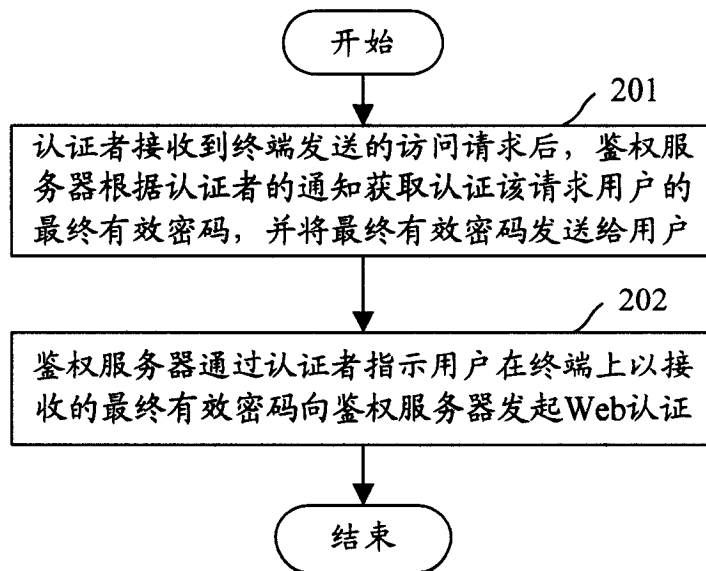 开始
201
认证者接收到终端发送的访问请求后，鉴权服
务器根据认证者的通知获取认证该请求用户的
最终有效密码，并将最终有效密码发送给用户
202
鉴权服务器通过认证者指示用户在终端上以接
收的最终有效密码向鉴权服务器发起Web认证
结束